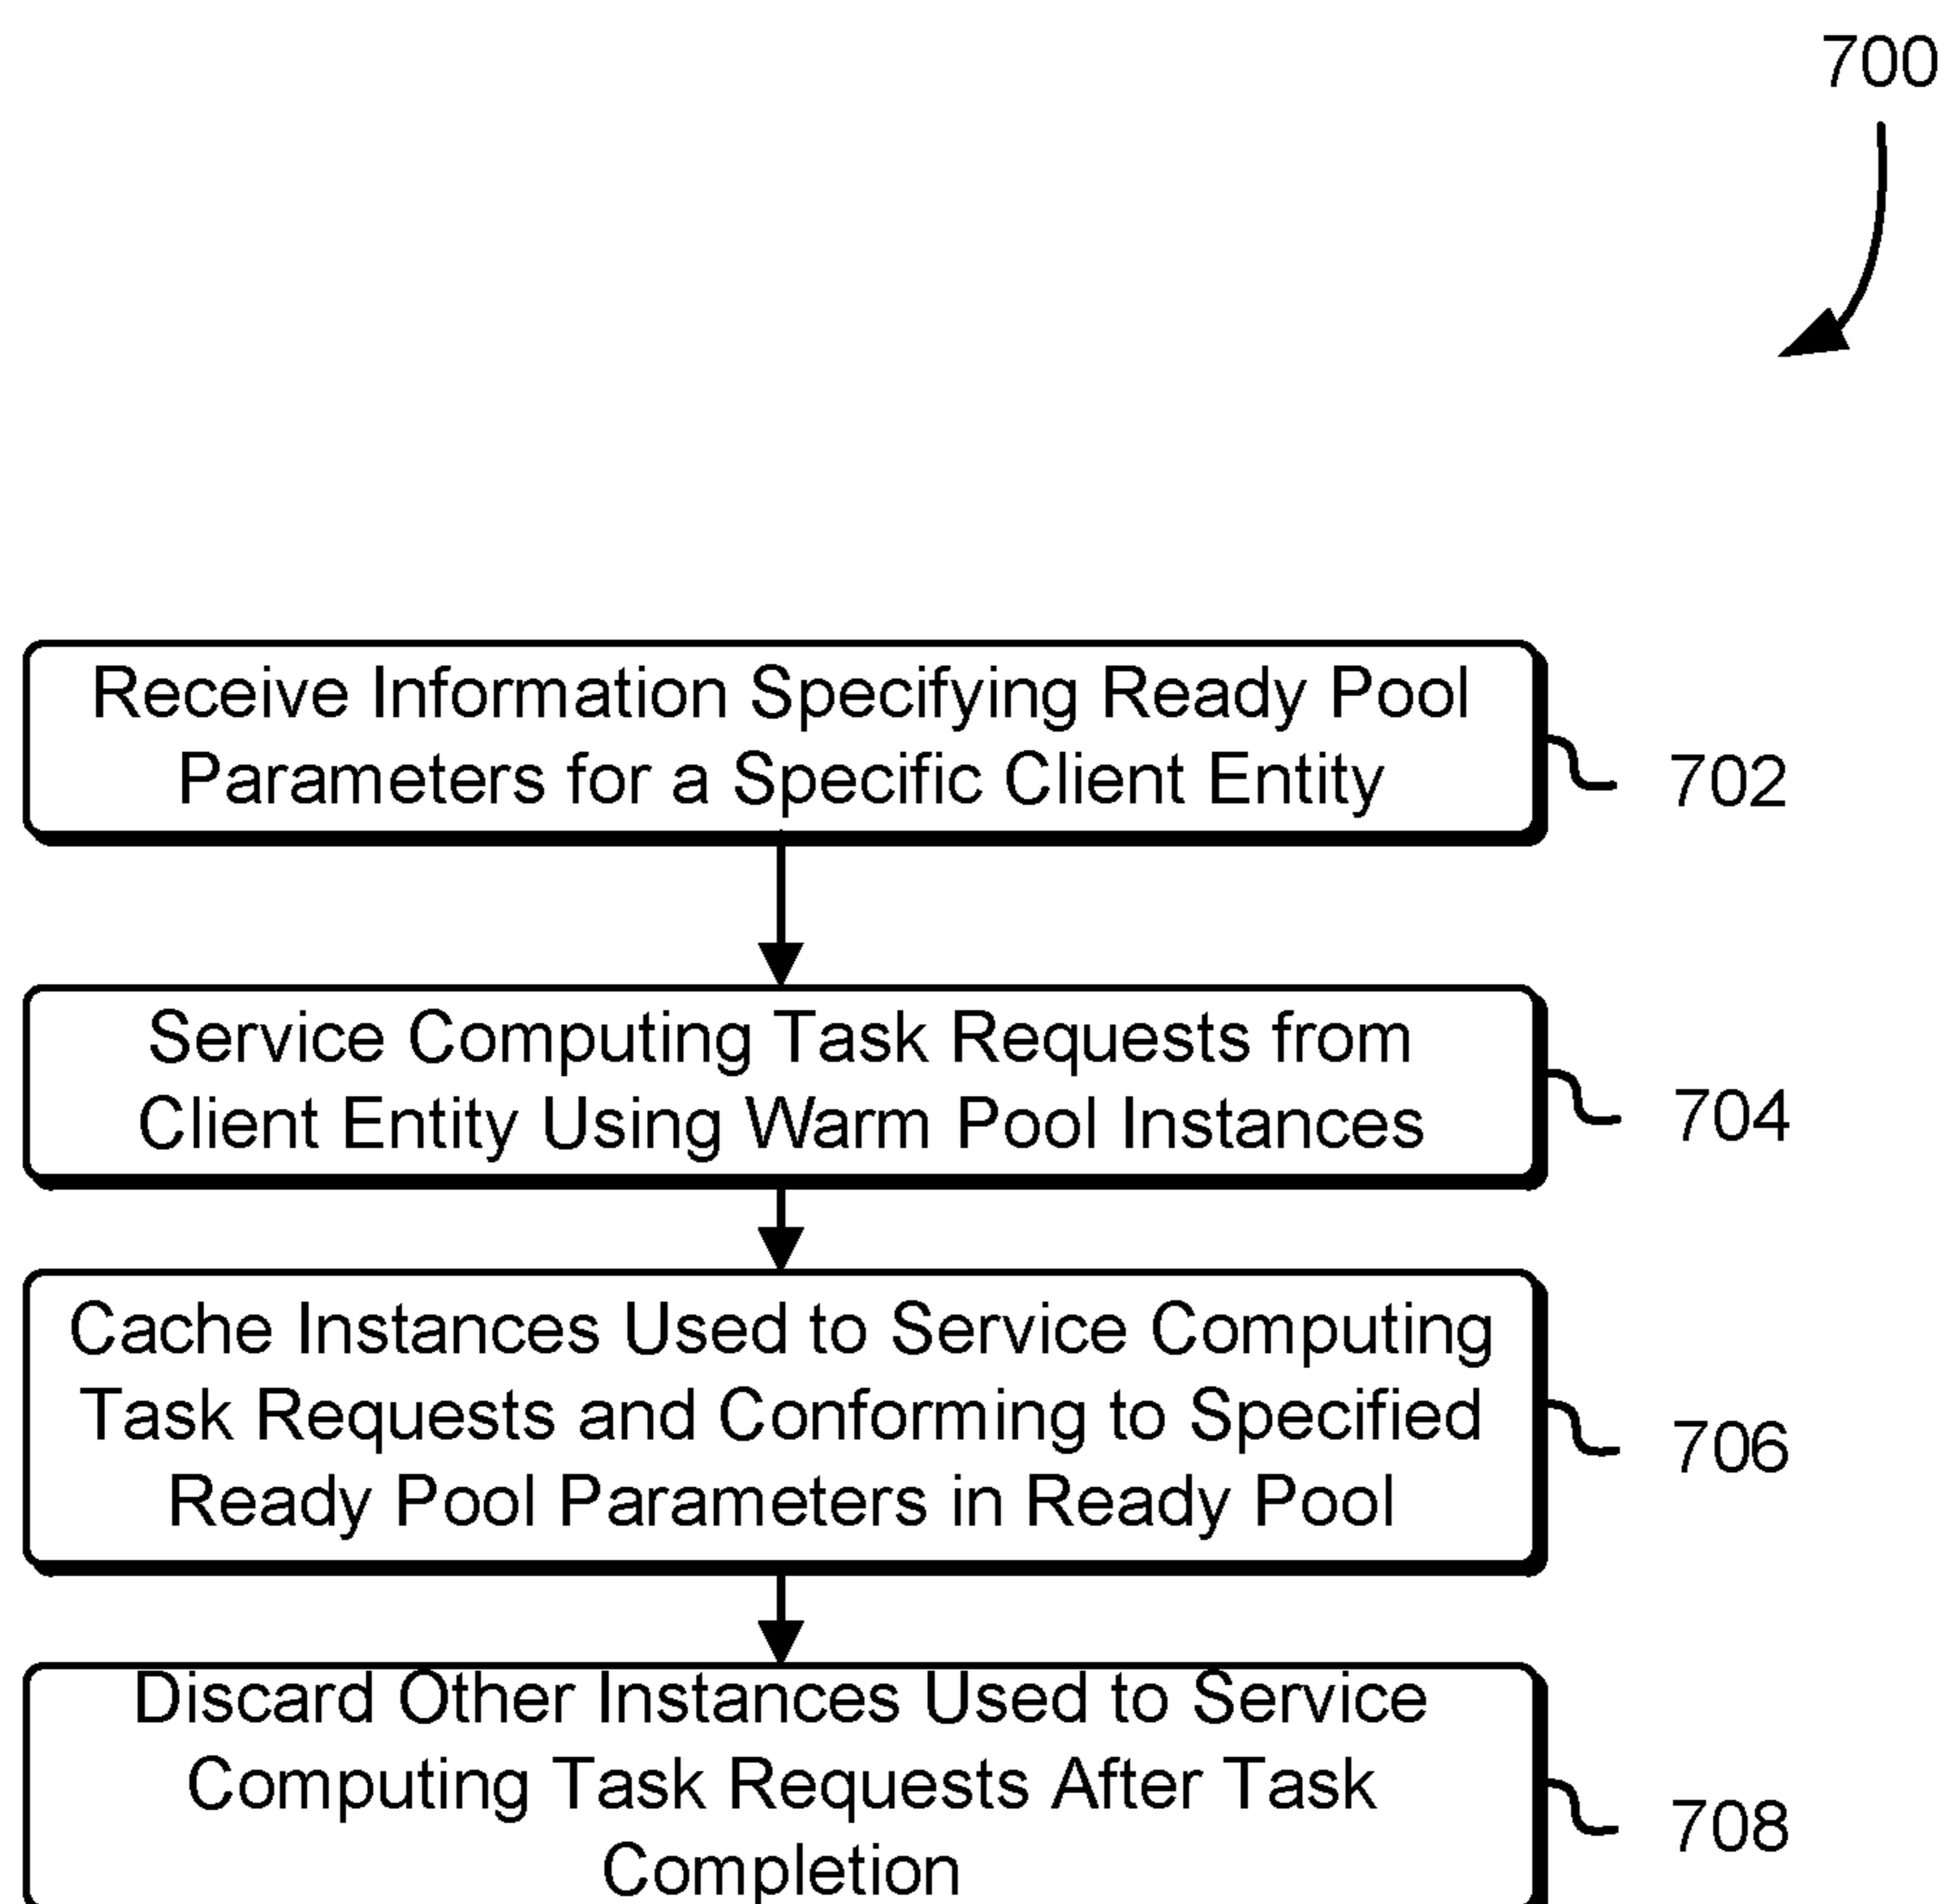 700
Receive Information Specifying Ready Pool
Parameters for a Specific Client Entity
702
Service Computing Task Requests from
Client Entity Using Warm Pool Instances
704
Cache Instances Used to Service Computing
Task Requests and Conforming to Specified
Ready Pool Parameters in Ready Pool
706
Discard Other Instances Used to Service
Computing Task Requests After Task
Completion
708